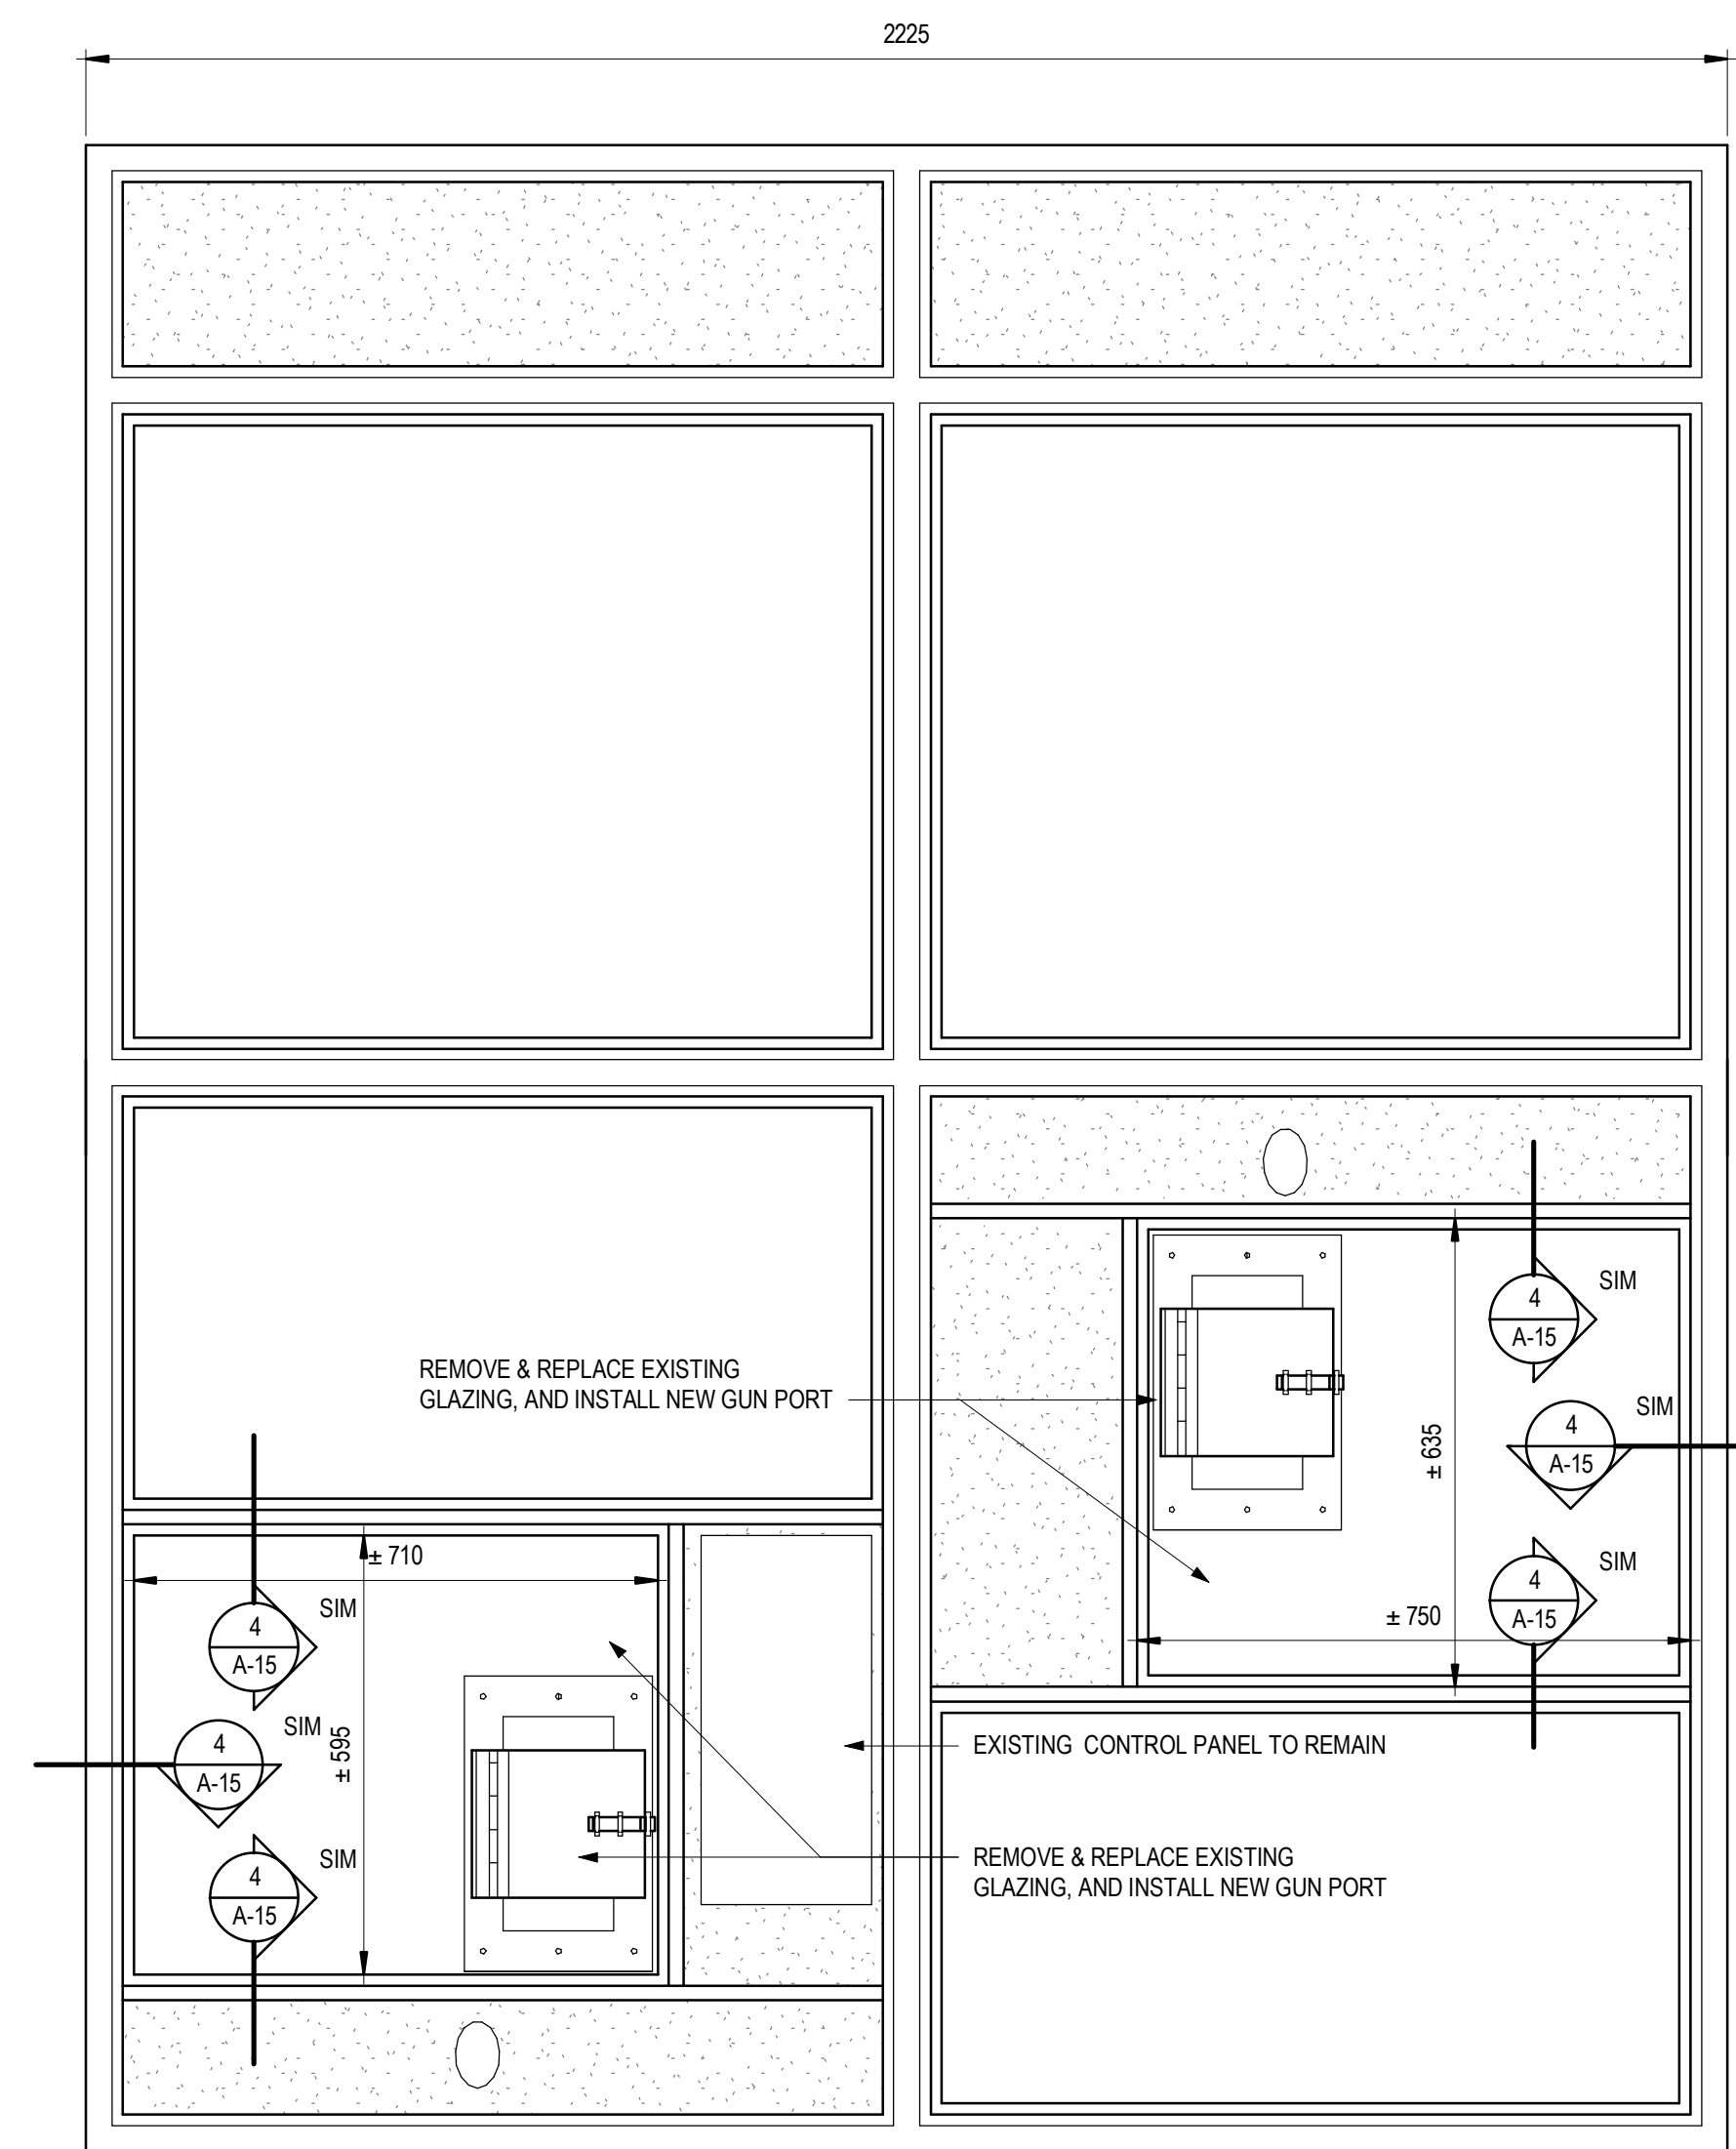 2225
REMOVE & REPLACE EXISTING
GLAZING, AND INSTALL NEW GUN PORT
4
A-15
SIM
4
A-15
SIM
± 635
4
A-15
SIM
± 750
± 710
4
A-15
SIM
4
A-15
SIM
± 595
4
A-15
SIM
EXISTING CONTROL PANEL TO REMAIN
REMOVE & REPLACE EXISTING
GLAZING, AND INSTALL NEW GUN PORT